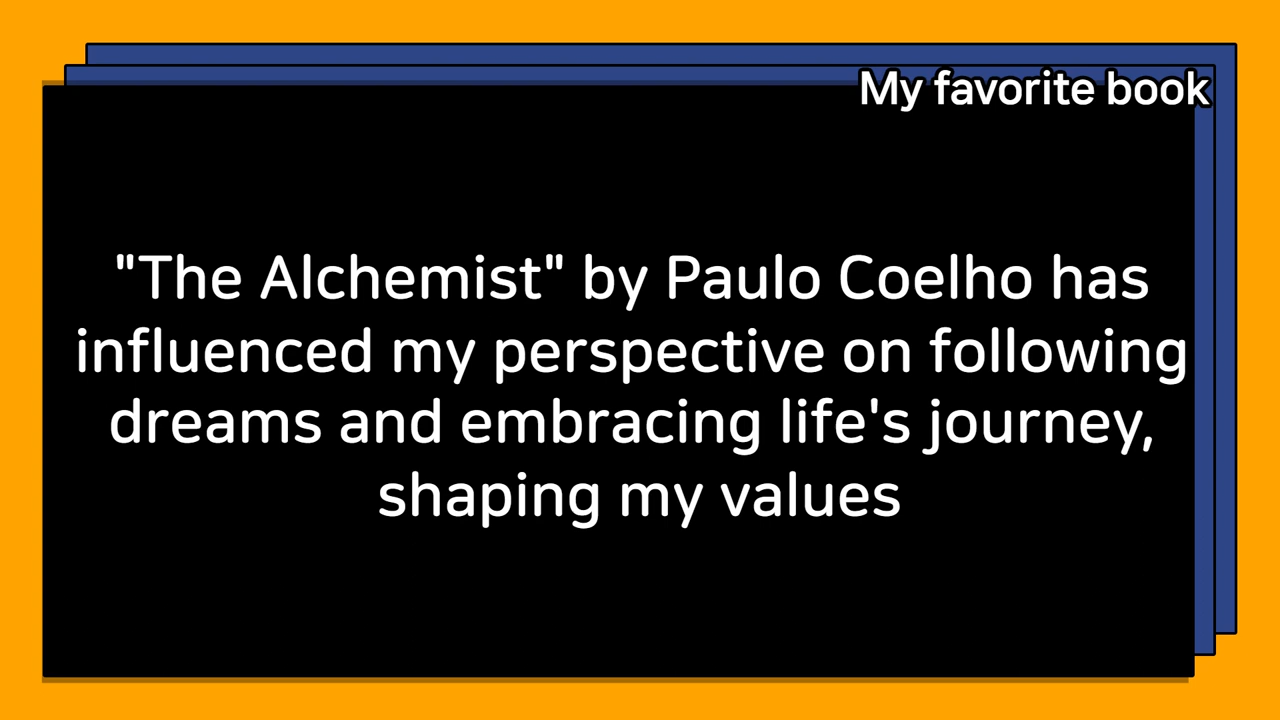 My favorite book
"The Alchemist" by Paulo Coelho has
influenced my perspective on following
dreams and embracing life's journey,
shaping my values